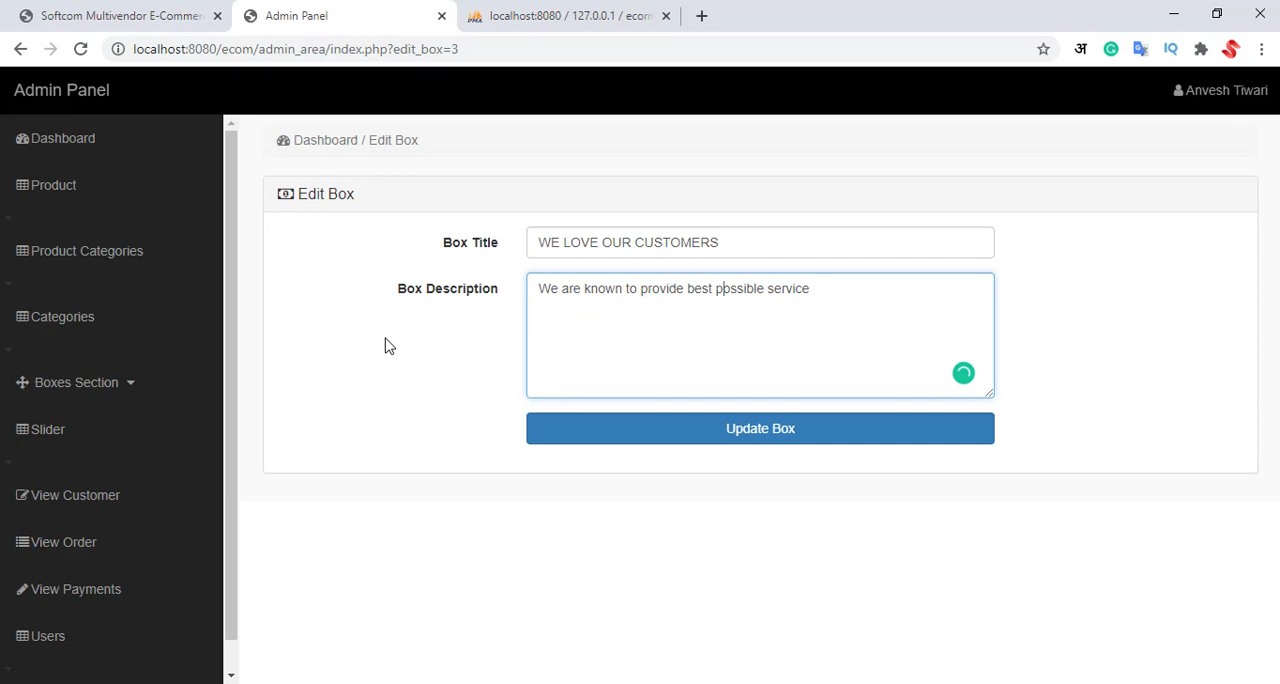 Softcom Multivendor E-Commer
Admin Panel
localhost:8080 / 127.0.0.1 / ecom
localhost:8080/ecom/admin_area/index.php?edit_box=3
अ
IQ
Admin Panel
Anvesh Tiwari
Dashboard
Product
Product Categories
Categories
Boxes Section
Slider
View Customer
View Order
View Payments
Users
Dashboard / Edit Box
Edit Box
Box Title
WE LOVE OUR CUSTOMERS
Box Description
We are known to provide best possible service
Update Box